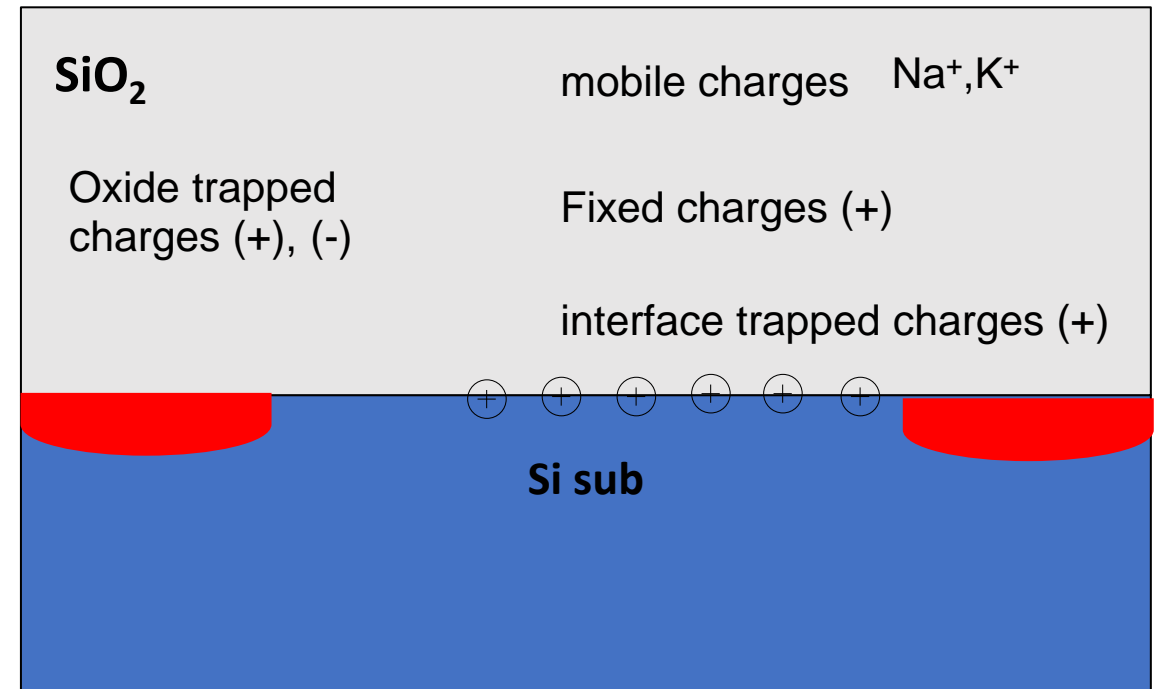 SiO₂
mobile charges Na⁺,K⁺
Oxide trapped
charges (+), (-)
Fixed charges (+)
interface trapped charges (+)
+ + + + + +
Si sub